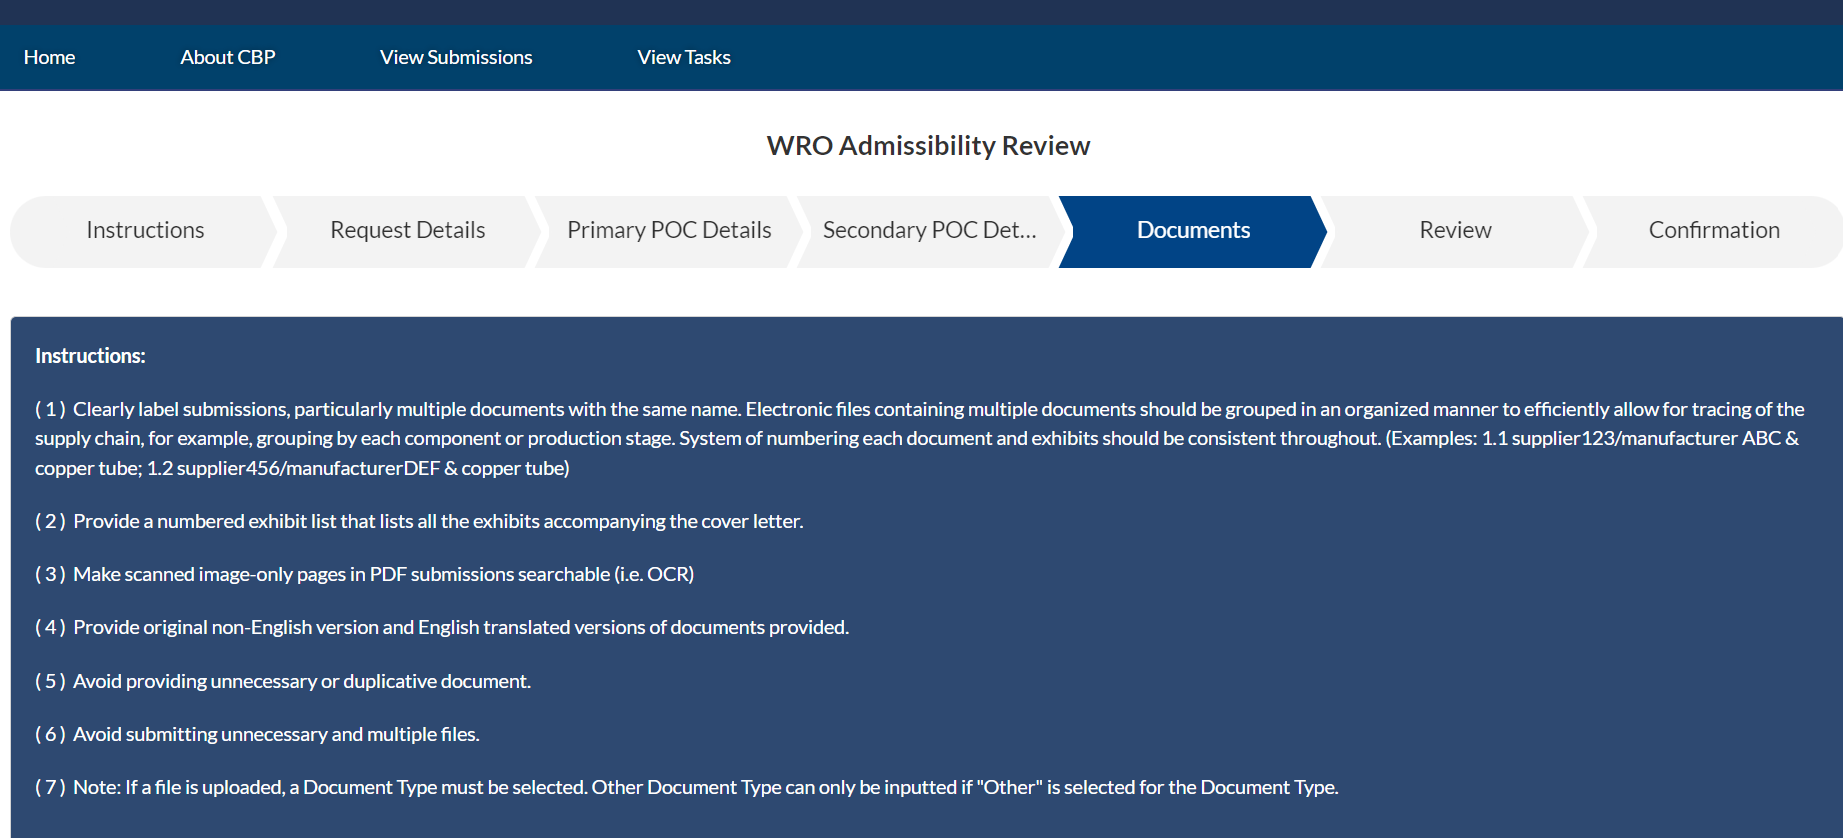 Home About CBP View Submissions View Tasks
WRO Admissibility Review
Instructions Request Details Primary POC Details Secondary POC Det... Documents Review Confirmation
Instructions:
( 1 ) Clearly label submissions, particularly multiple documents with the same name. Electronic files containing multiple documents should be grouped in an organized manner to efficiently allow for tracing of the
supply chain, for example, grouping by each component or production stage. System of numbering each document and exhibits should be consistent throughout. (Examples: 1.1 supplier123/manufacturer ABC &
copper tube; 1.2 supplier456/manufacturerDEF & copper tube)
( 2 ) Provide a numbered exhibit list that lists all the exhibits accompanying the cover letter.
( 3 ) Make scanned image-only pages in PDF submissions searchable (i.e. OCR)
( 4 ) Provide original non-English version and English translated versions of documents provided.
( 5 ) Avoid providing unnecessary or duplicative document.
( 6 ) Avoid submitting unnecessary and multiple files.
( 7 ) Note: If a file is uploaded, a Document Type must be selected. Other Document Type can only be inputted if "Other" is selected for the Document Type.